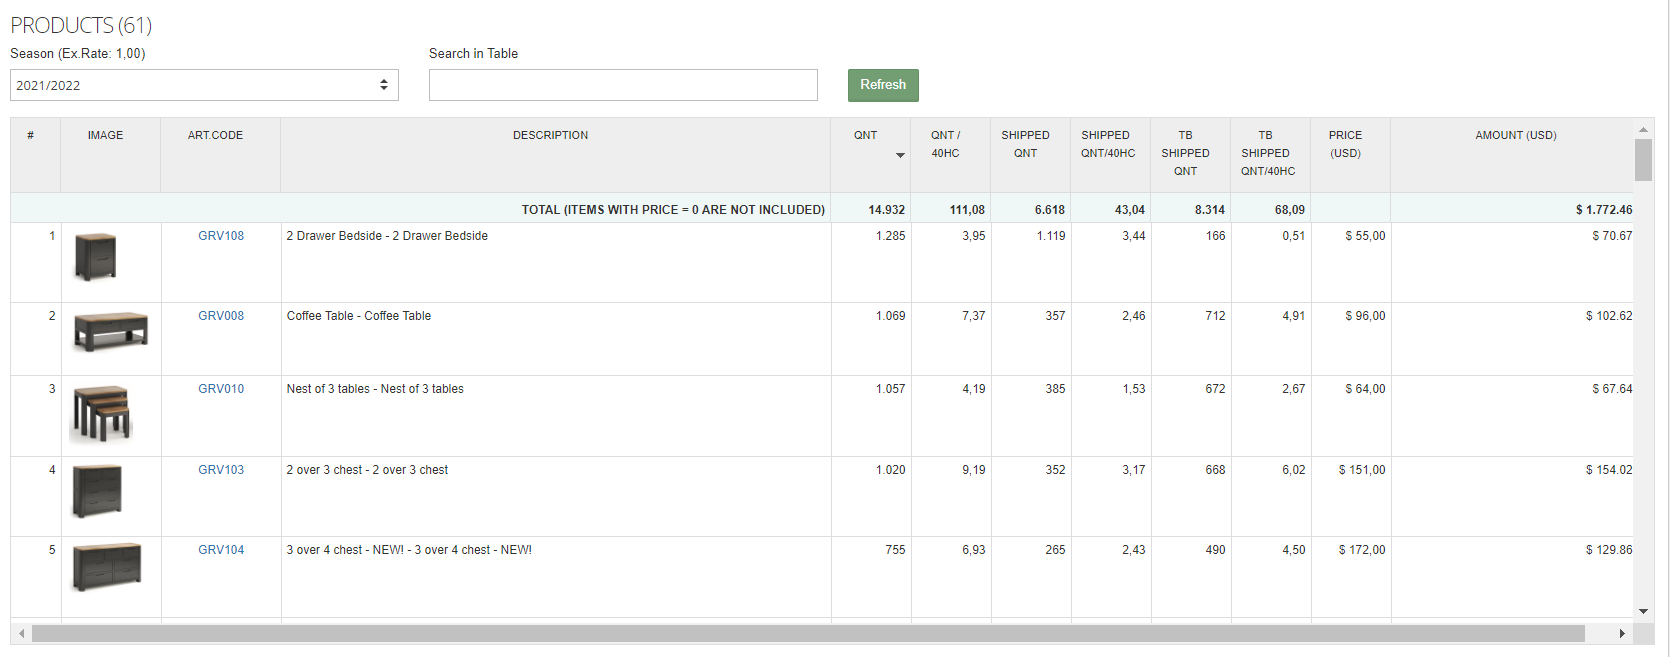 PRODUCTS (61)
Season (Ex.Rate: 1,00)
Search in Table
2021/2022
Refresh
# IMAGE ART.CODE DESCRIPTION QNT QNT / 40HC SHIPPED QNT SHIPPED QNT/40HC TB SHIPPED QNT TB SHIPPED QNT/40HC PRICE (USD) AMOUNT (USD)
TOTAL (ITEMS WITH PRICE = 0 ARE NOT INCLUDED) 14.932 111,08 6.618 43,04 8.314 68,09 $ 1.772.46
1 GRV108 2 Drawer Bedside - 2 Drawer Bedside 1.285 3,95 1.119 3,44 166 0,51 $ 55,00 $ 70.67
2 GRV008 Coffee Table - Coffee Table 1.069 7,37 357 2,46 712 4,91 $ 96,00 $ 102.62
3 GRV010 Nest of 3 tables - Nest of 3 tables 1.057 4,19 385 1,53 672 2,67 $ 64,00 $ 67.64
4 GRV103 2 over 3 chest - 2 over 3 chest 1.020 9,19 352 3,17 668 6,02 $ 151,00 $ 154.02
5 GRV104 3 over 4 chest - NEW! - 3 over 4 chest - NEW! 755 6,93 265 2,43 490 4,50 $ 172,00 $ 129.86